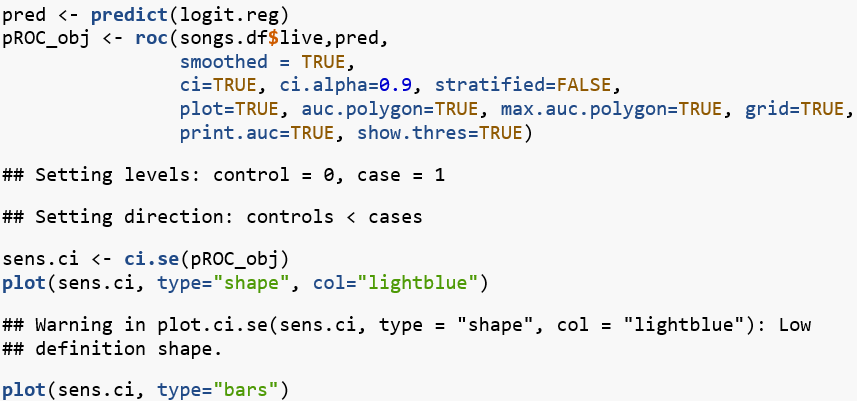 pred <- predict(logit.reg)
pROC_obj <- roc(songs.df$live,pred,
                smoothed = TRUE,
                ci=TRUE, ci.alpha=0.9, stratified=FALSE,
                plot=TRUE, auc.polygon=TRUE, max.auc.polygon=TRUE, grid=TRUE,
                print.auc=TRUE, show.thres=TRUE)
## Setting levels: control = 0, case = 1
## Setting direction: controls < cases
sens.ci <- ci.se(pROC_obj)
plot(sens.ci, type="shape", col="lightblue")
## Warning in plot.ci.se(sens.ci, type = "shape", col = "lightblue"): Low
## definition shape.
plot(sens.ci, type="bars")